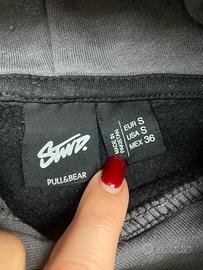 STWD.
PULL&BEAR
EUR S
USA S
MEX 36
MADE IN
PAKISTAN